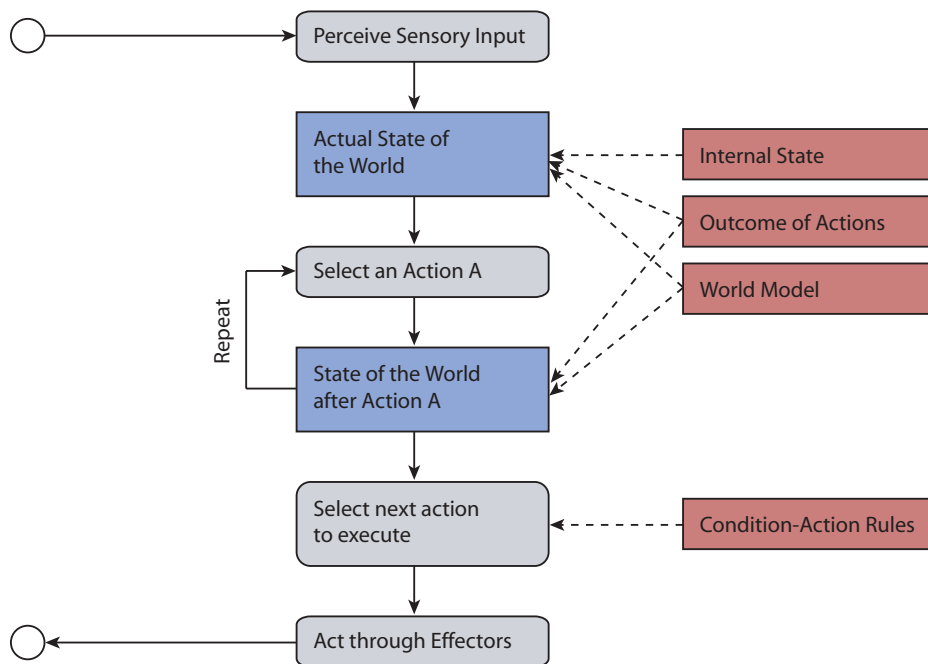 Perceive Sensory Input
Actual State of
the World
Internal State
Outcome of Actions
Select an Action A
World Model
Repeat
State of the World
after Action A
Select next action
to execute
Condition-Action Rules
Act through Effectors